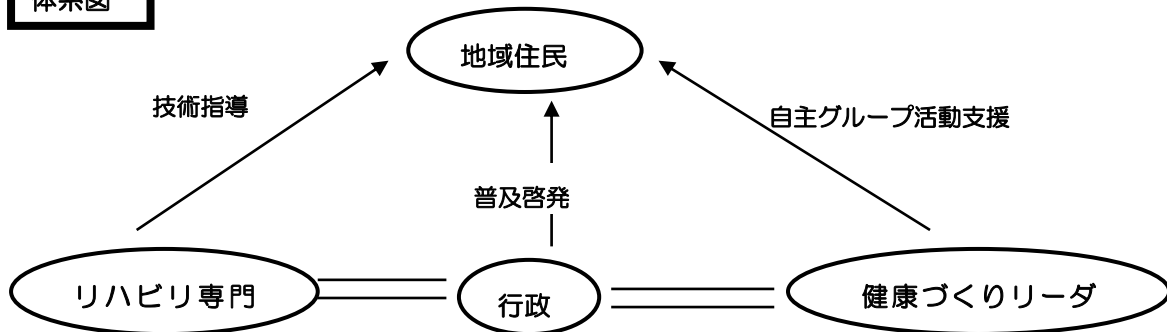 体系図
地域住民
技術指導
自主グループ活動支援
普及啓発
リハビリ専門
行政
健康づくりリーダ